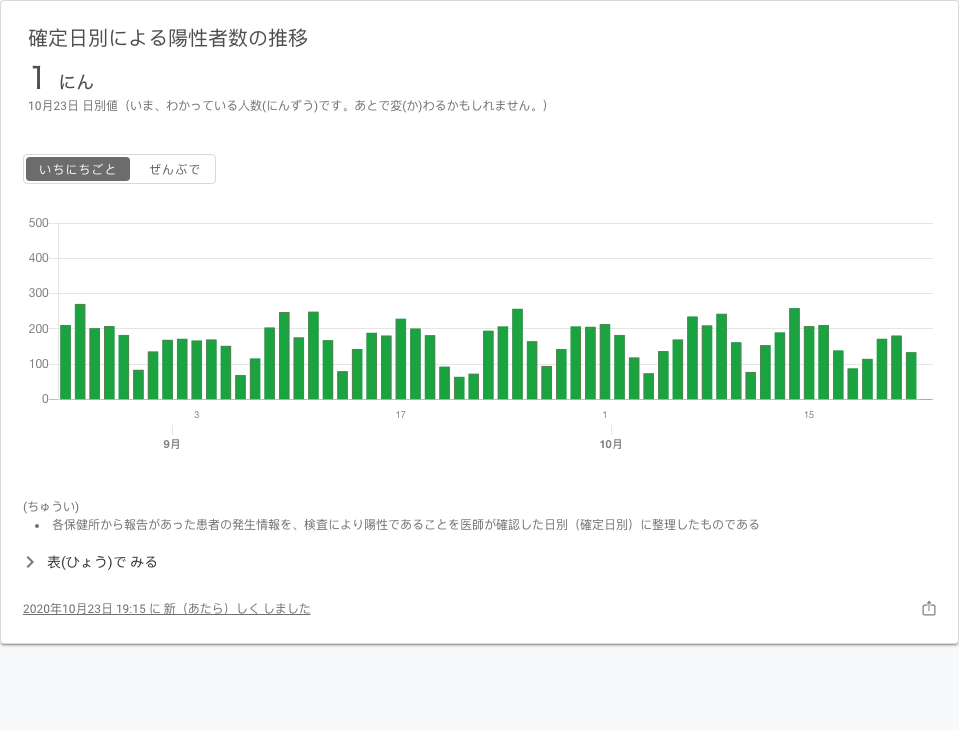 確定日別による陽性者数の推移
1 にん
10月23日 日別値（いま、わかっている人数(にんずう)です。あとで変(か)わるかもしれません。）
いちにちごと ぜんぶで
500
400
300
200
100
0
3 17 1 15
9月 10月
(ちゅうい)
• 各保健所から報告があった患者の発生情報を、検査により陽性であることを医師が確認した日別（確定日別）に整理したものである
表(ひょう)で みる
2020年10月23日 19:15 に 新（あたら）しく しました